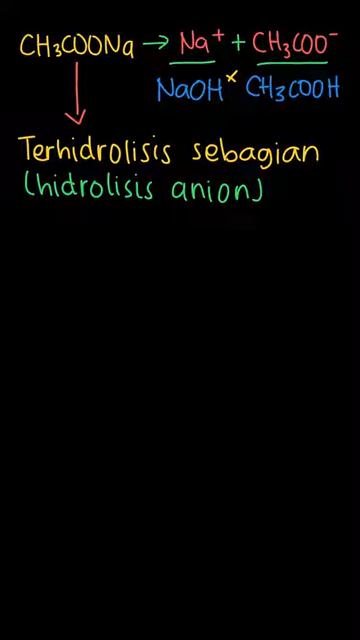 CH₃COONa → Na⁺ + CH₃COO⁻
NaOH × CH₃COOH
Terhidrolisis sebagian
(hidrolisis anion)